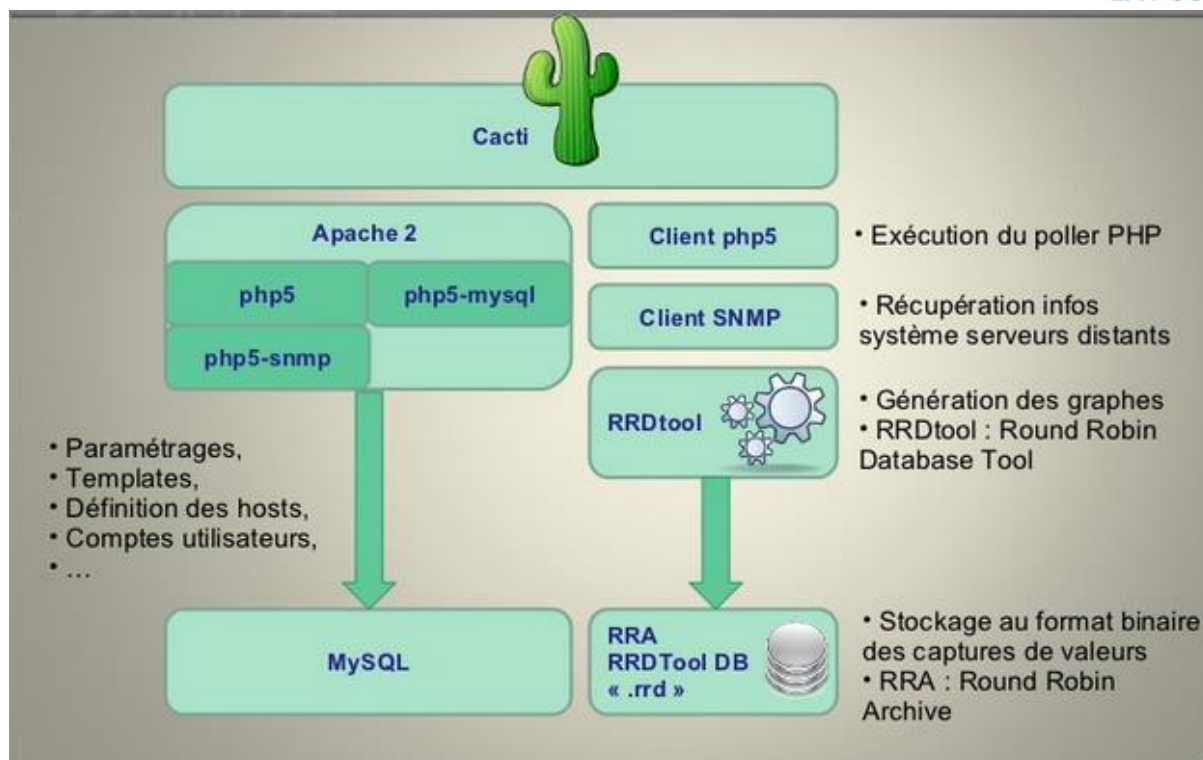 Cacti
Apache 2
php5
php5-mysql
php5-snmp
Client php5
• Exécution du poller PHP
Client SNMP
• Récupération infos
système serveurs distants
RRDtool
• Génération des graphes
• RRDtool : Round Robin
Database Tool
• Paramétrages,
• Templates,
• Définition des hosts,
• Comptes utilisateurs,
• ...
MySQL
RRA
RRDTool DB
« .rrd »
• Stockage au format binaire
des captures de valeurs
• RRA : Round Robin
Archive